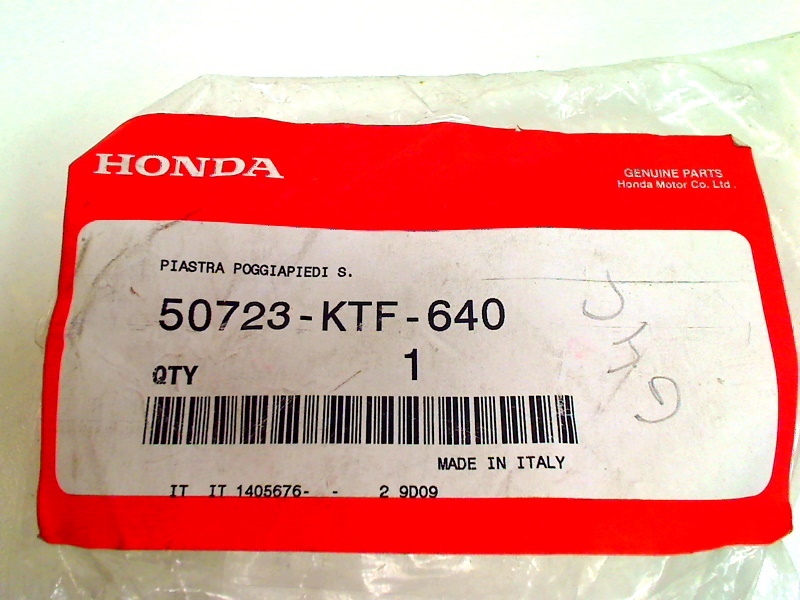 HONDA
GENUINE PARTS
Honda Motor Co. Ltd.
PIASTRA POGGIAPIEDI S.
50723-KTF-640
QTY 1
MADE IN ITALY
IT IT 1405676- - 2 9D09